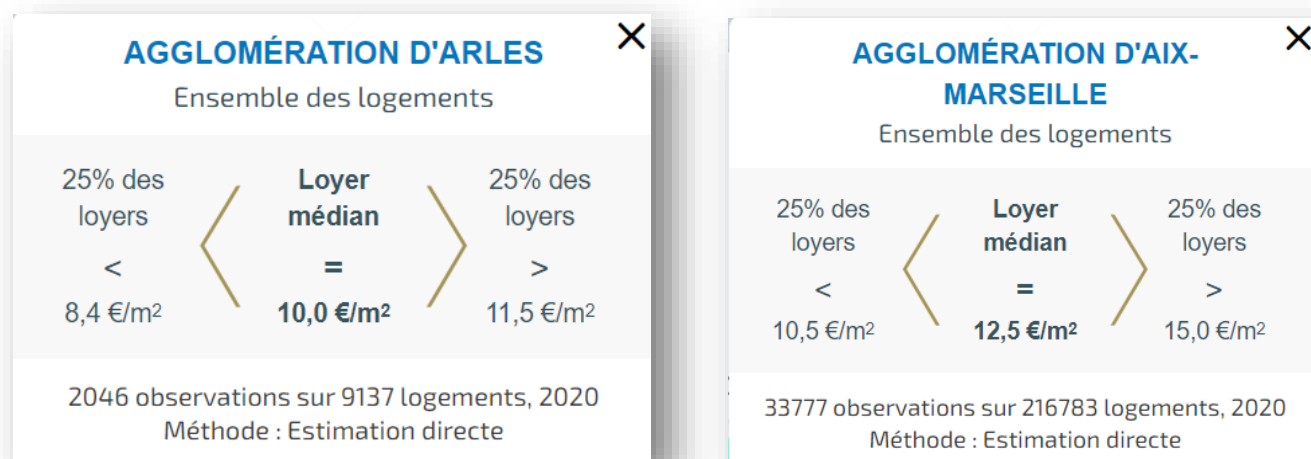 AGGLOMÉRATION D'ARLES
Ensemble des logements
25% des
loyers
<
8,4 €/m²
Loyer
médian
=
10,0 €/m²
25% des
loyers
>
11,5 €/m²
2046 observations sur 9137 logements, 2020
Méthode : Estimation directe
AGGLOMÉRATION D'AIX-
MARSEILLE
Ensemble des logements
25% des
loyers
<
10,5 €/m²
Loyer
médian
=
12,5 €/m²
25% des
loyers
>
15,0 €/m²
33777 observations sur 216783 logements, 2020
Méthode : Estimation directe